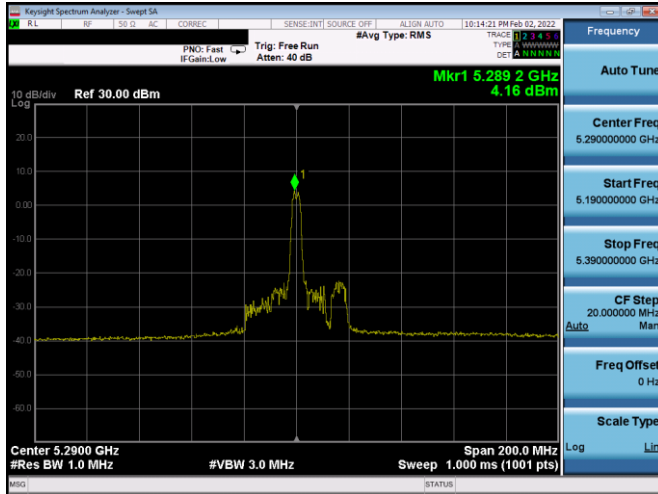 Keysight Spectrum Analyzer - Swept SA
RL RF 50 Ω AC CORREC SENSE:INT SOURCE OFF ALIGN AUTO 10:14:21 PM Feb 02, 2022
#Avg Type: RMS
TRACE 1 2 3 4 5 6
PNO: Fast Trig: Free Run TYPE A WWWWW
IFGain:Low Atten: 40 dB DET A NNNNN
Mkr1 5.289 2 GHz
4.16 dBm
10 dB/div Ref 30.00 dBm
Log
20.0
10.0
1
0.00
-10.0
-20.0
-30.0
-40.0
-50.0
-60.0
Center 5.2900 GHz Span 200.0 MHz
#Res BW 1.0 MHz #VBW 3.0 MHz Sweep 1.000 ms (1001 pts)
MSG STATUS
Frequency
Auto Tune
Center Freq
5.290000000 GHz
Start Freq
5.190000000 GHz
Stop Freq
5.390000000 GHz
CF Step
20.000000 MHz
Auto Man
Freq Offset
0 Hz
Scale Type
Log Lin